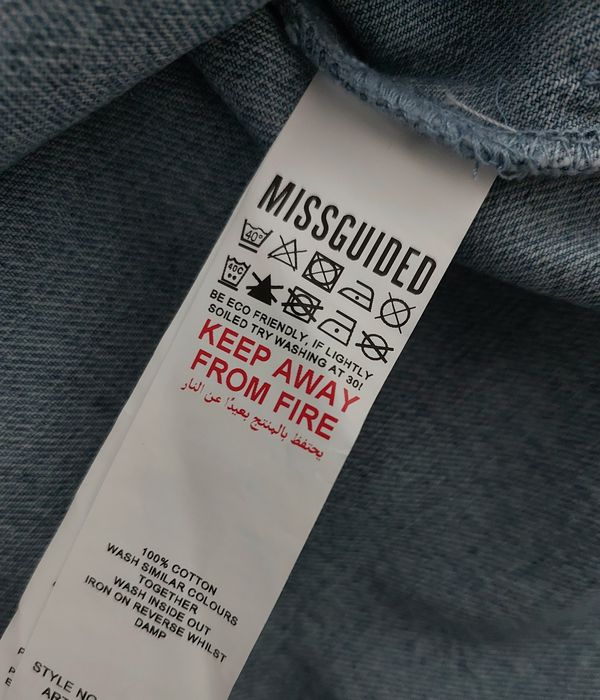 MISSGUIDED
40°
40C
BE ECO FRIENDLY, IF LIGHTLY
SOILED TRY WASHING AT 30!
KEEP AWAY
FROM FIRE
يحتفظ بالمنتج بعيدًا عن النار
100% COTTON
WASH SIMILAR COLOURS
TOGETHER
WASH INSIDE OUT
IRON ON REVERSE WHILST
DAMP
STYLE NO